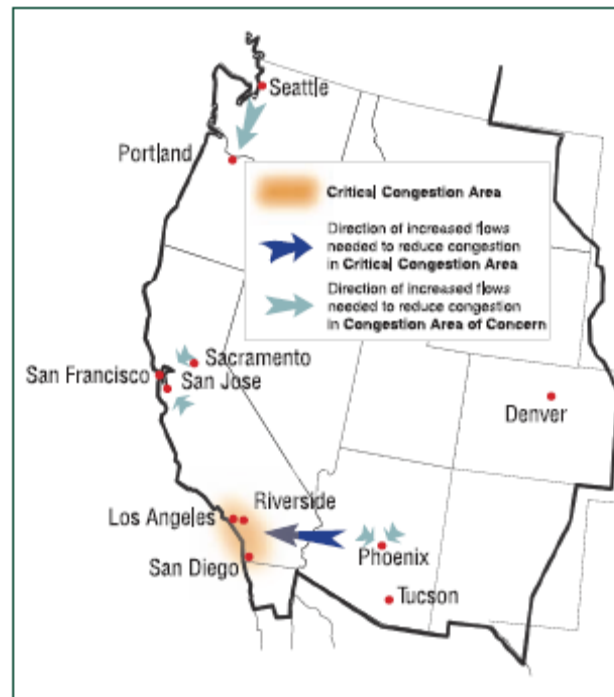 Seattle
Portland
Critical Congestion Area
Direction of increased flows
needed to reduce congestion
in Critical Congestion Area
Direction of increased flows
needed to reduce congestion
in Congestion Area of Concern
Sacramento
San Francisco
San Jose
Denver
Riverside
Los Angeles
Phoenix
San Diego
Tucson